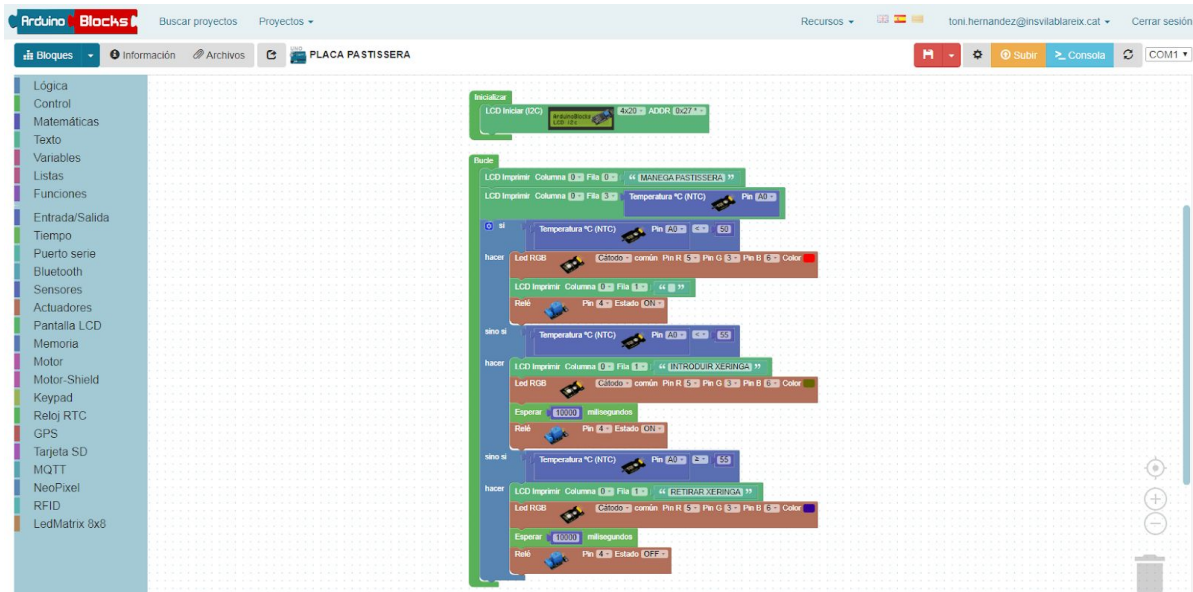 Arduino Blocks Buscar proyectos Proyectos Recursos toni.hernandez@insvilablareix.cat Cerrar sesión
Bloques Información Archivos UNO PLACA PASTISSERA Subir >_ Consola COM1
Lógica
Control
Matemáticas
Texto
Variables
Listas
Funciones
Entrada/Salida
Tiempo
Puerto serie
Bluetooth
Sensores
Actuadores
Pantalla LCD
Memoria
Motor
Motor-Shield
Keypad
Reloj RTC
GPS
Tarjeta SD
MQTT
NeoPixel
RFID
LedMatrix 8x8
Inicializar
LCD Iniciar (I2C) ArduinoBlocks 4x20 ADDR 0x27 *
Bucle
LCD Imprimir Columna 0 Fila 0 “ MANEGA PASTISSERA ”
LCD Imprimir Columna 0 Fila 3 Temperatura ºC (NTC) Pin A0
si Temperatura ºC (NTC) Pin A0 < 50
hacer Led RGB Cátodo común Pin R 5 Pin G 3 Pin B 6 Color
LCD Imprimir Columna 0 Fila 1 “ ”
Relé Pin 4 Estado ON
sino si Temperatura ºC (NTC) Pin A0 < 55
hacer LCD Imprimir Columna 0 Fila 1 “ INTRODUIR XERINGA ”
Led RGB Cátodo común Pin R 5 Pin G 3 Pin B 6 Color
Esperar 10000 milisegundos
Relé Pin 4 Estado ON
sino si Temperatura ºC (NTC) Pin A0 ≥ 55
hacer LCD Imprimir Columna 0 Fila 1 “ RETIRAR XERINGA ”
Led RGB Cátodo común Pin R 5 Pin G 3 Pin B 6 Color
Esperar 10000 milisegundos
Relé Pin 4 Estado OFF